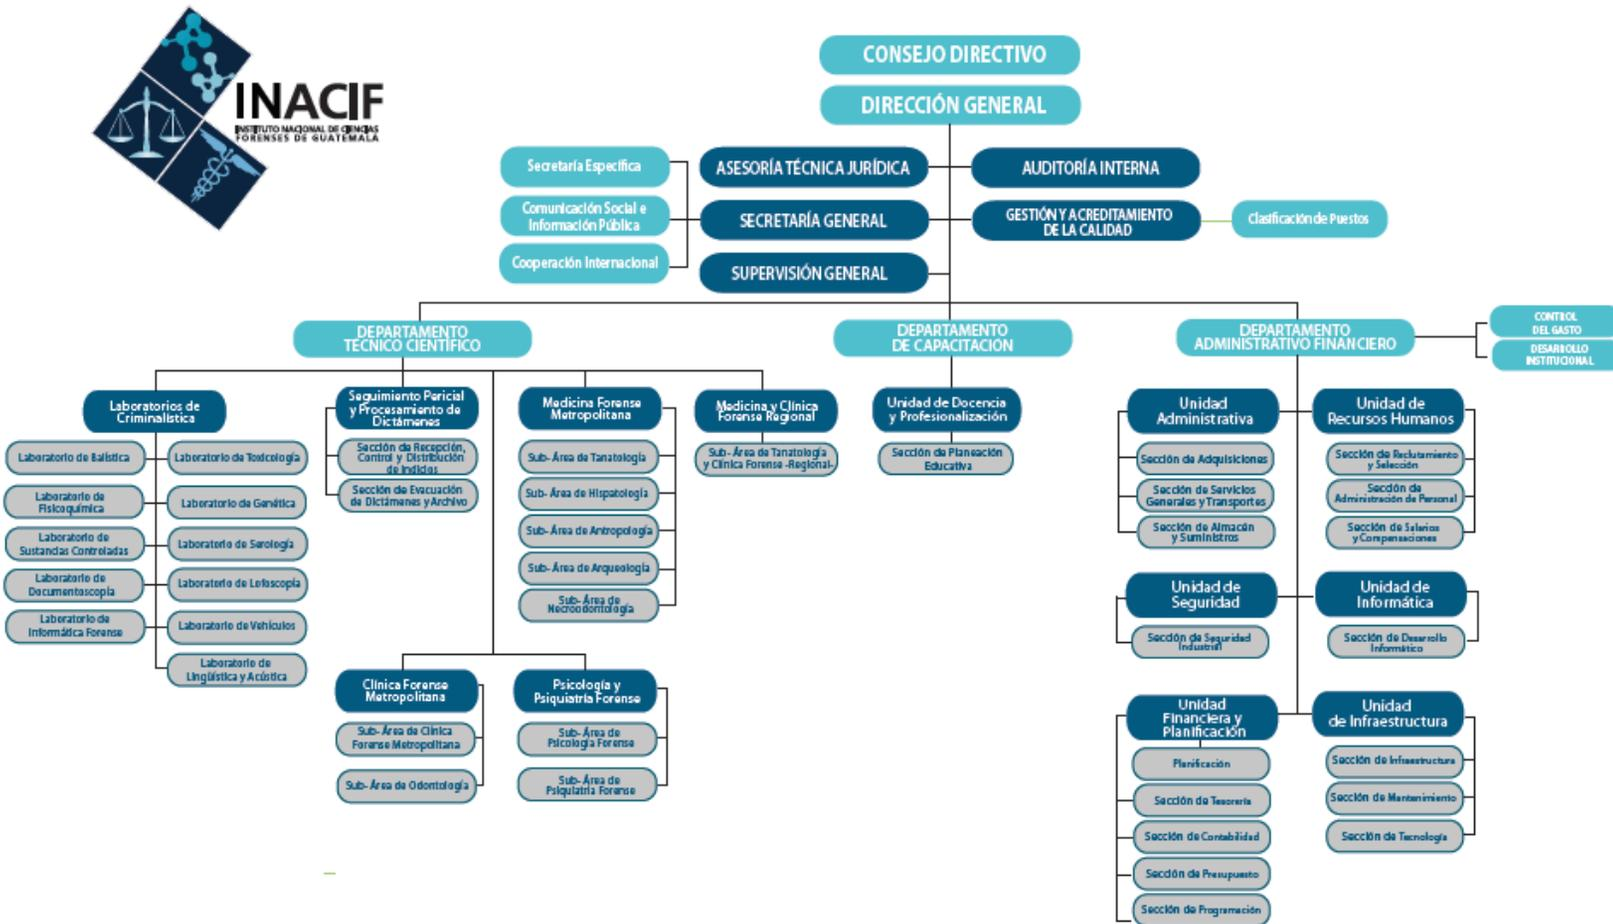 INACIF
INSTITUTO NACIONAL DE CIENCIAS
FORENSES DE GUATEMALA
CONSEJO DIRECTIVO
DIRECCIÓN GENERAL
Secretaría Específica
ASESORÍA TÉCNICA JURÍDICA
AUDITORÍA INTERNA
Comunicación Social e
Información Pública
SECRETARÍA GENERAL
GESTIÓN Y ACREDITAMIENTO
DE LA CALIDAD
Clasificación de Puestos
Cooperación Internacional
SUPERVISIÓN GENERAL
DEPARTAMENTO
TÉCNICO CIENTÍFICO
DEPARTAMENTO
DE CAPACITACIÓN
DEPARTAMENTO
ADMINISTRATIVO FINANCIERO
CONTROL
DEL GASTO
DESARROLLO
INSTITUCIONAL
Laboratorios de
Criminalística
Laboratorio de Balística
Laboratorio de Toxicología
Laboratorio de
Fisicoquímica
Laboratorio de Genética
Laboratorio de
Sustancias Controladas
Laboratorio de Serología
Laboratorio de
Documentoscopía
Laboratorio de Lofoscopía
Laboratorio de
Informática Forense
Laboratorio de Vehículos
Laboratorio de
Lingüística y Acústica
Seguimiento Pericial
y Procesamiento de
Dictámenes
Sección de Recepción,
Control y Distribución
de Indicios
Sección de Evacuación
de Dictámenes y Archivo
Medicina Forense
Metropolitana
Sub- Área de Tanatología
Sub- Área de Hispatología
Sub- Área de Antropología
Sub- Área de Arqueología
Sub- Área de
Necroodontología
Medicina y Clínica
Forense Regional
Sub- Área de Tanatología
y Clínica Forense -Regional-
Clínica Forense
Metropolitana
Sub- Área de Clínica
Forense Metropolitana
Sub- Área de Odontología
Psicología y
Psiquiatría Forense
Sub- Área de
Psicología Forense
Sub- Área de
Psiquiatría Forense
Unidad de Docencia
y Profesionalización
Sección de Planeación
Educativa
Unidad
Administrativa
Sección de Adquisiciones
Sección de Servicios
Generales y Transportes
Sección de Almacén
y Suministros
Unidad de
Recursos Humanos
Sección de Reclutamiento
y Selección
Sección de
Administración de Personal
Sección de Salarios
y Compensaciones
Unidad de
Seguridad
Sección de Seguridad
Industrial
Unidad de
Informática
Sección de Desarrollo
Informático
Unidad
Financiera y
Planificación
Planificación
Sección de Tesorería
Sección de Contabilidad
Sección de Presupuesto
Sección de Programación
Unidad
de Infraestructura
Sección de Infraestructura
Sección de Mantenimiento
Sección de Tecnología